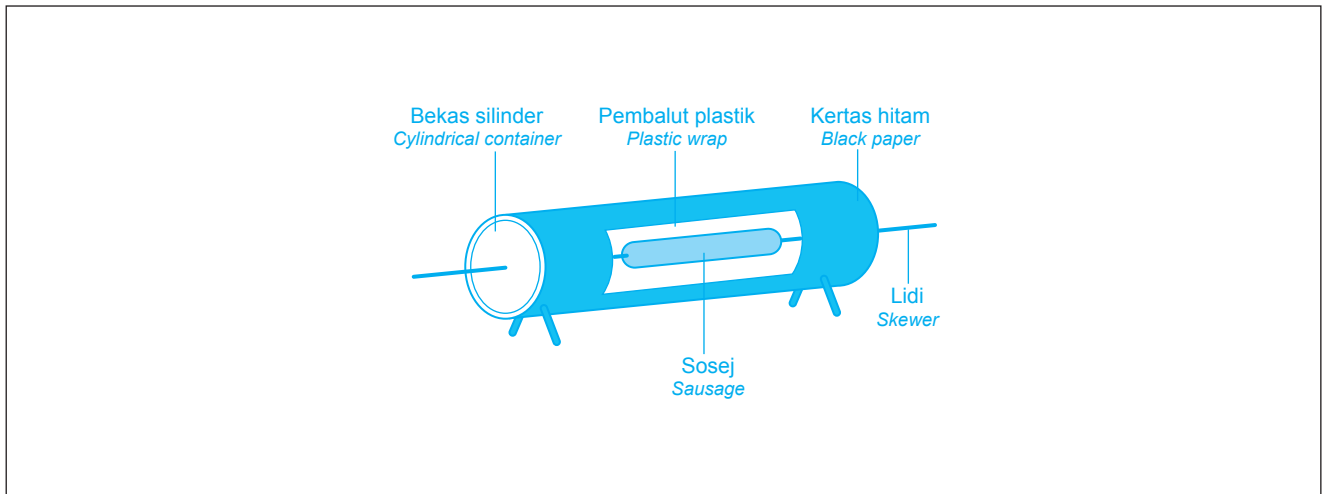 Bekas silinder
Cylindrical container
Pembalut plastik
Plastic wrap
Kertas hitam
Black paper
Lidi
Skewer
Sosej
Sausage